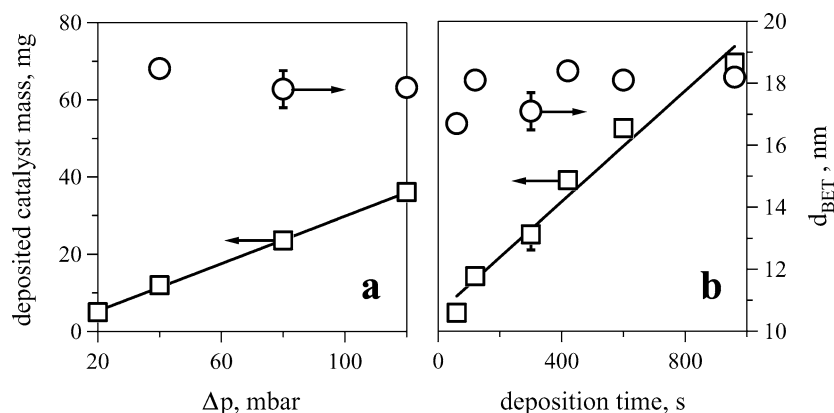 deposited catalyst mass, mg
80
60
40
20
0
20
60
100
Δp, mbar
a
0
400
800
deposition time, s
b
20
18
16
14
12
10
d_BET , nm